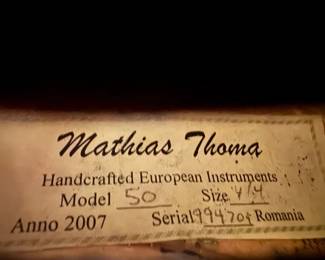 Mathias Thoma
Handcrafted European Instruments
Model 50 Size 4/4
Anno 2007 Serial Romania